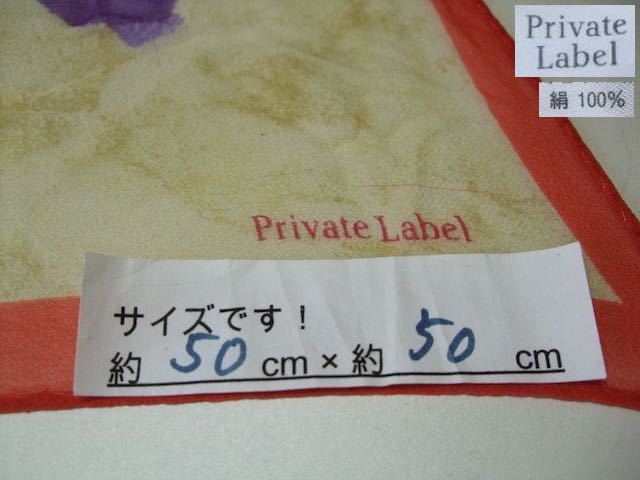 Private
Label
絹 100%
Private Label
サイズです！
約 50 cm × 約 50 cm